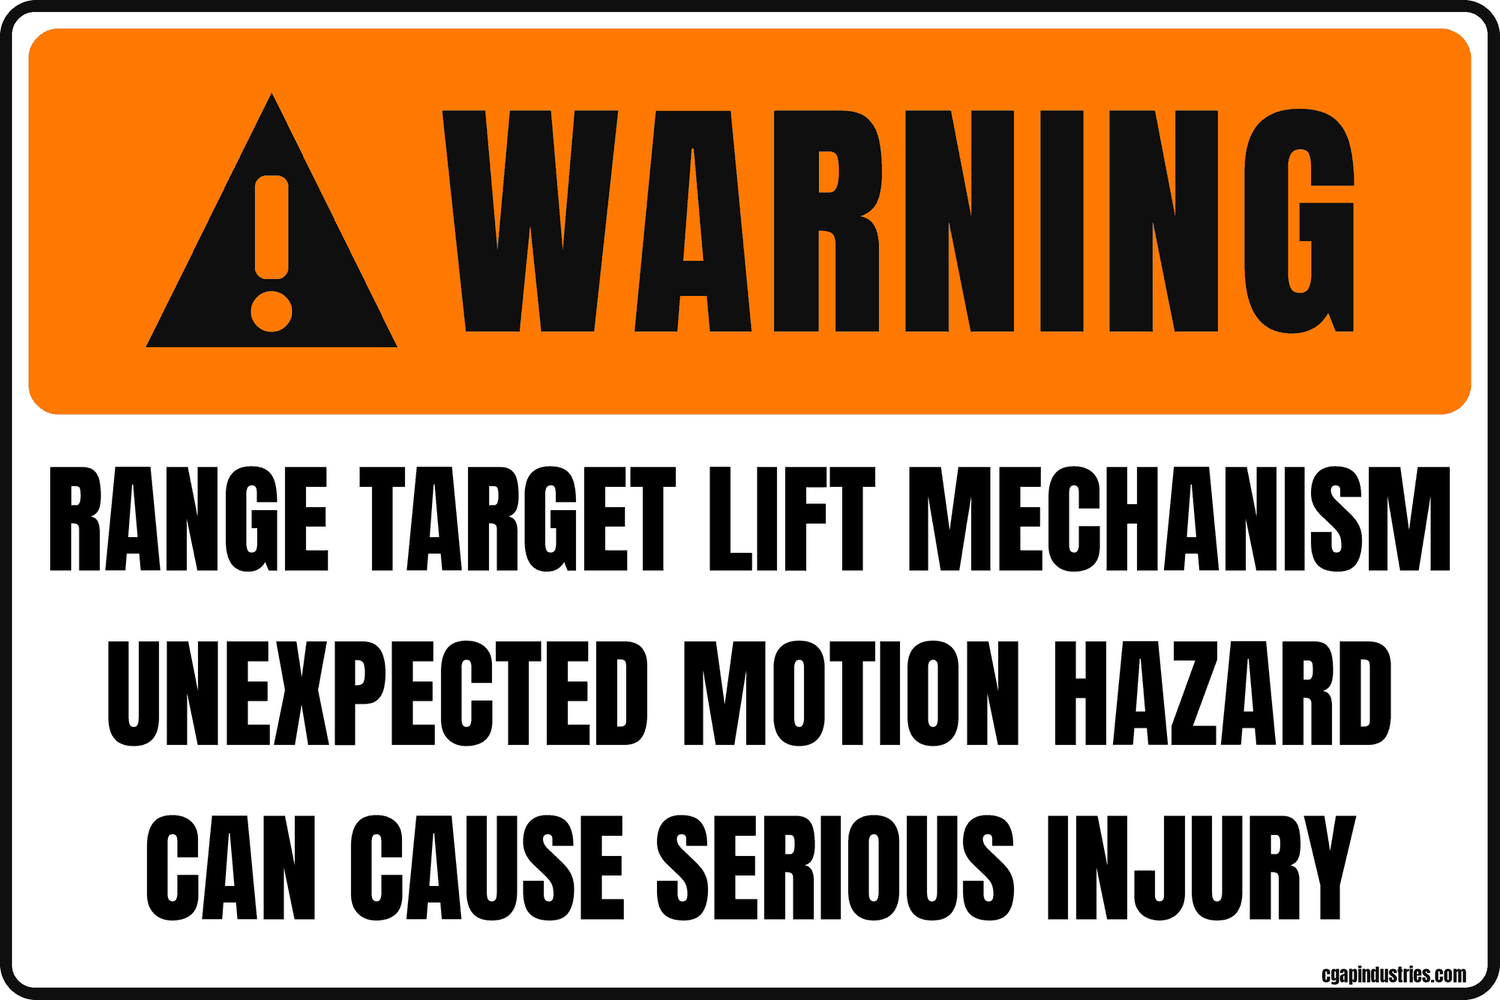 WARNING
RANGE TARGET LIFT MECHANISM
UNEXPECTED MOTION HAZARD
CAN CAUSE SERIOUS INJURY
cgapindustries.com